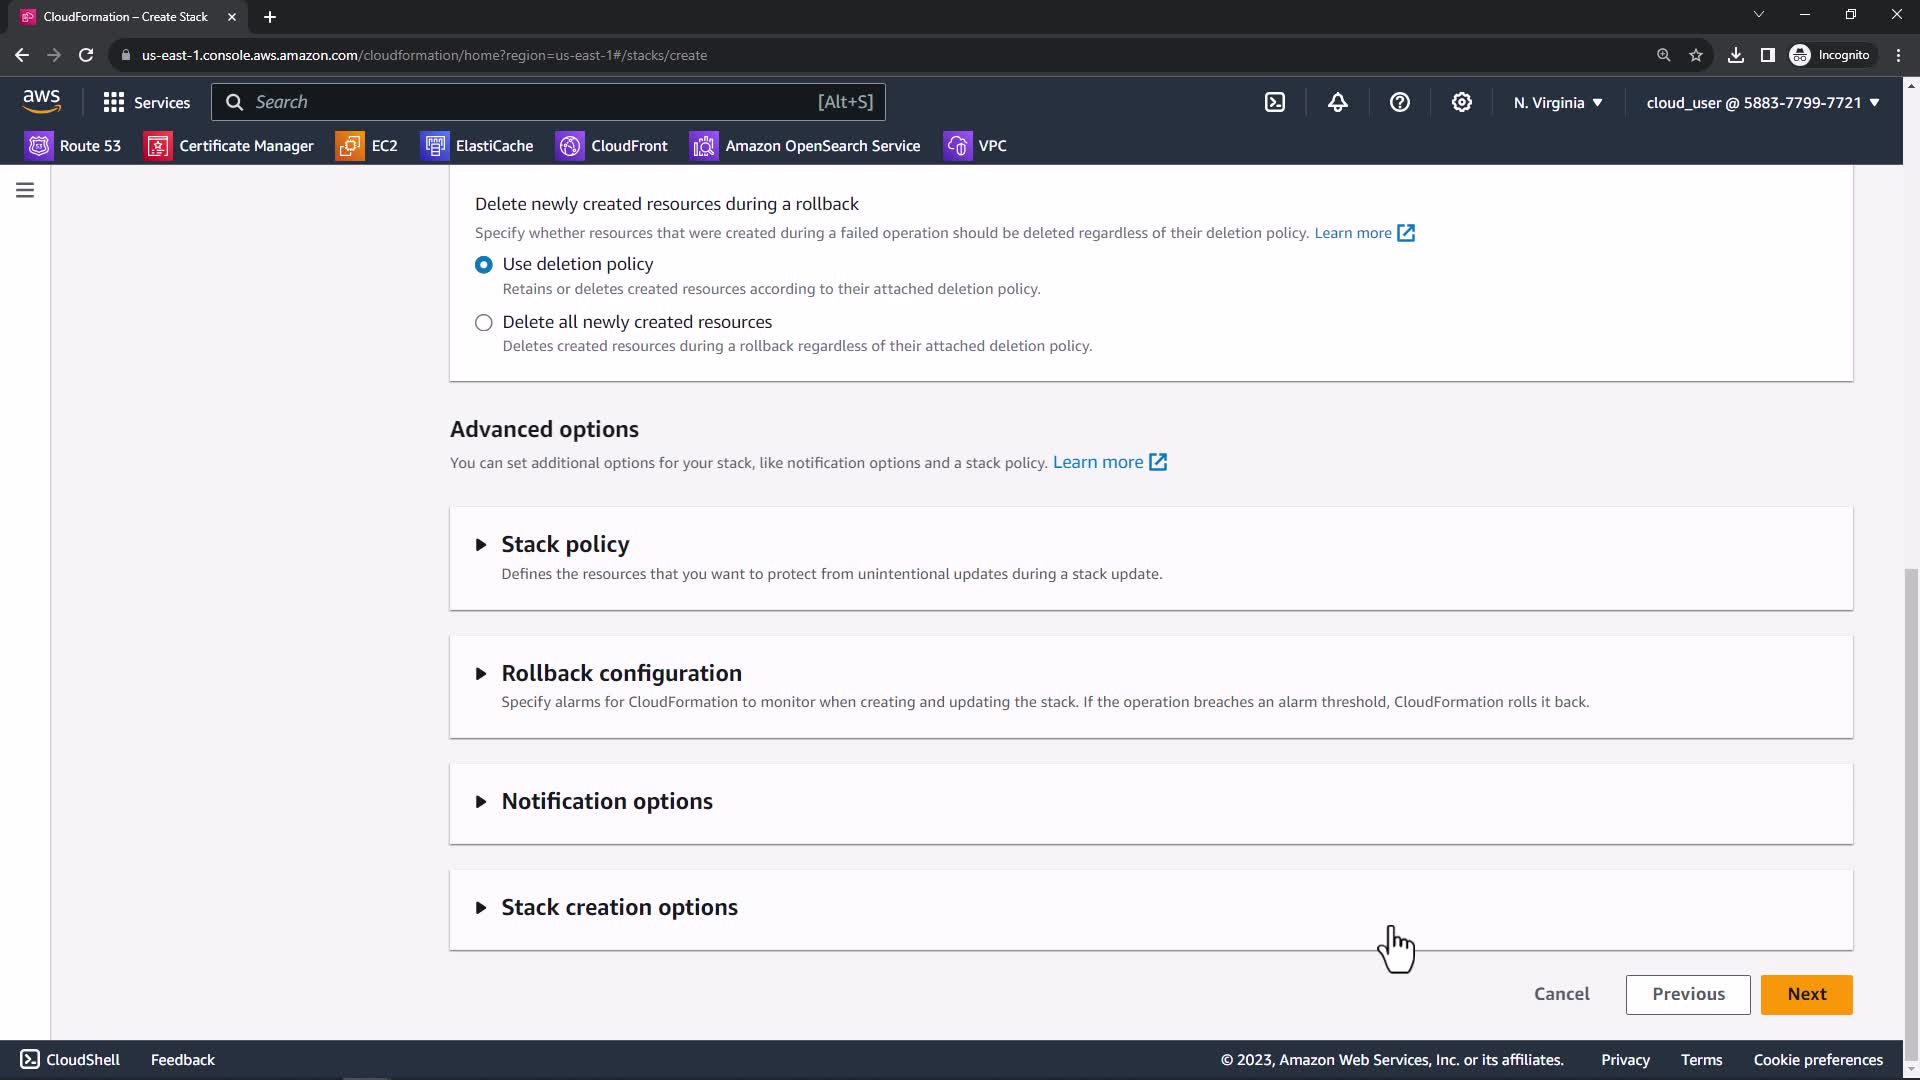 CloudFormation – Create Stack
us-east-1.console.aws.amazon.com/cloudformation/home?region=us-east-1#/stacks/create
Incognito
aws
Services
Search
[Alt+S]
N. Virginia
cloud_user @ 5883-7799-7721
Route 53
Certificate Manager
EC2
ElastiCache
CloudFront
Amazon OpenSearch Service
VPC
Delete newly created resources during a rollback
Specify whether resources that were created during a failed operation should be deleted regardless of their deletion policy. Learn more
Use deletion policy
Retains or deletes created resources according to their attached deletion policy.
Delete all newly created resources
Deletes created resources during a rollback regardless of their attached deletion policy.
Advanced options
You can set additional options for your stack, like notification options and a stack policy. Learn more
Stack policy
Defines the resources that you want to protect from unintentional updates during a stack update.
Rollback configuration
Specify alarms for CloudFormation to monitor when creating and updating the stack. If the operation breaches an alarm threshold, CloudFormation rolls it back.
Notification options
Stack creation options
Cancel
Previous
Next
CloudShell
Feedback
© 2023, Amazon Web Services, Inc. or its affiliates.
Privacy
Terms
Cookie preferences